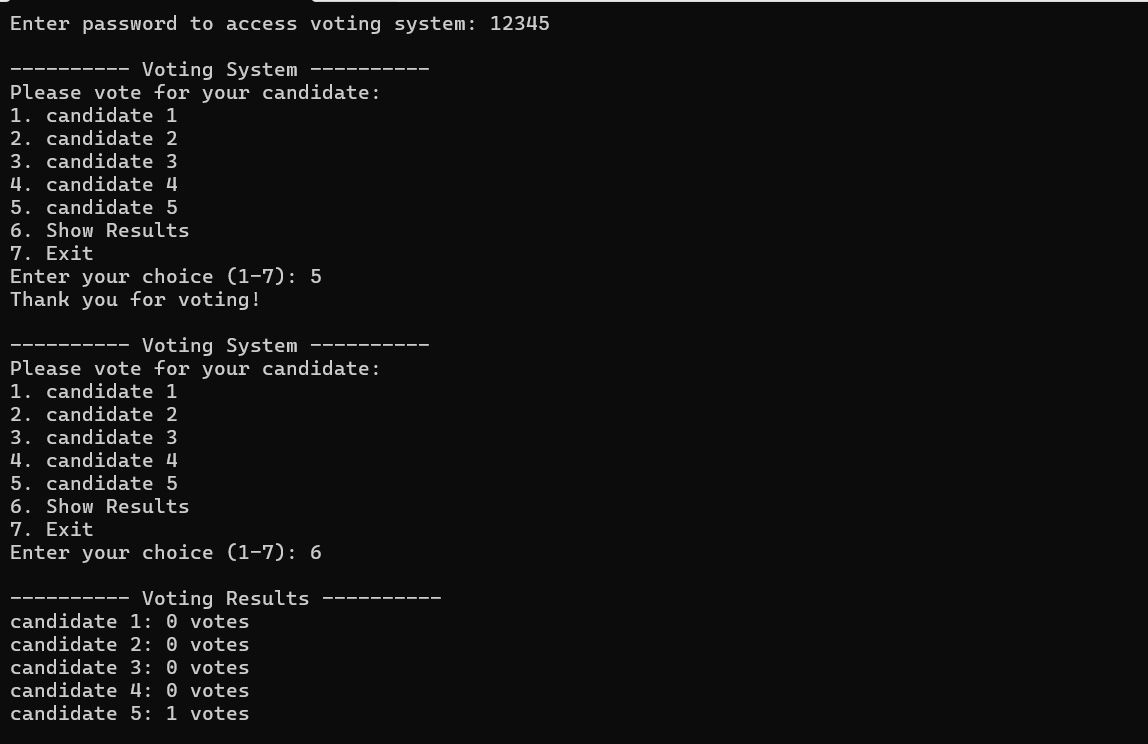 Enter password to access voting system: 12345
---------- Voting System ----------
Please vote for your candidate:
1. candidate 1
2. candidate 2
3. candidate 3
4. candidate 4
5. candidate 5
6. Show Results
7. Exit
Enter your choice (1-7): 5
Thank you for voting!
---------- Voting System ----------
Please vote for your candidate:
1. candidate 1
2. candidate 2
3. candidate 3
4. candidate 4
5. candidate 5
6. Show Results
7. Exit
Enter your choice (1-7): 6
---------- Voting Results ----------
candidate 1: 0 votes
candidate 2: 0 votes
candidate 3: 0 votes
candidate 4: 0 votes
candidate 5: 1 votes